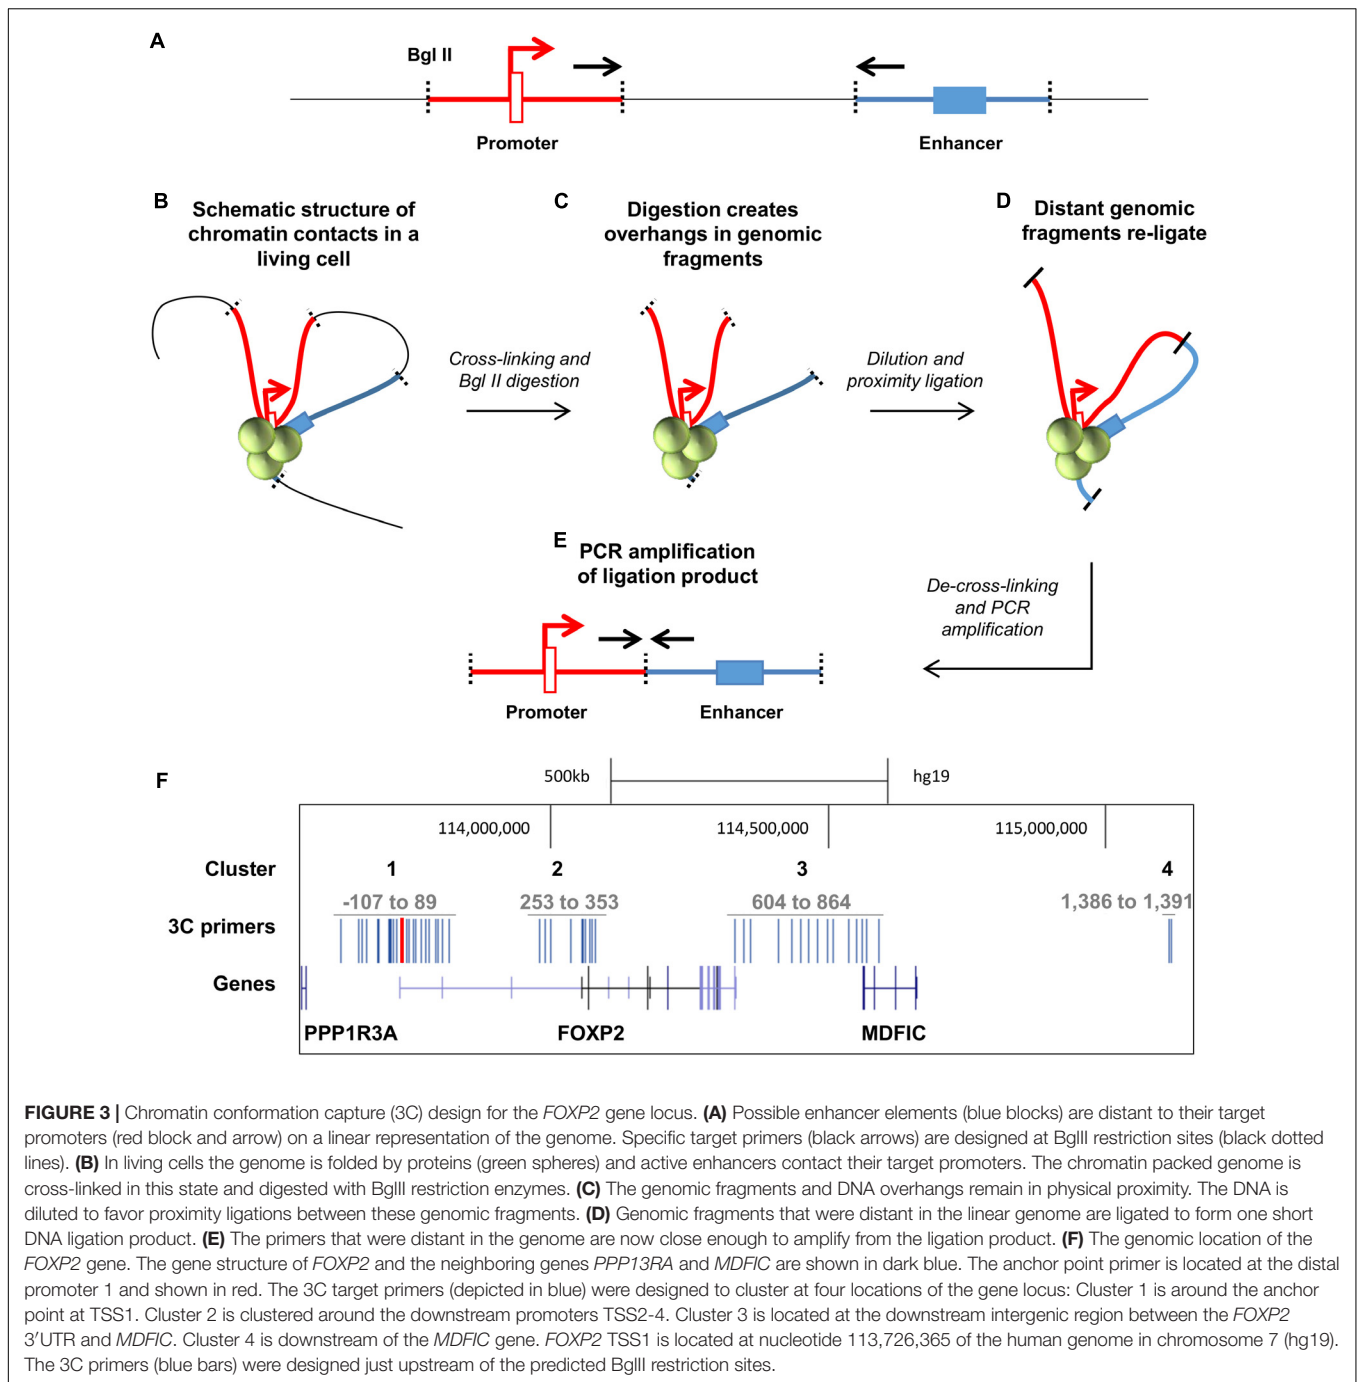 A
Bgl II
Promoter
Enhancer
B
Schematic structure of
chromatin contacts in a
living cell
Cross-linking and
Bgl II digestion
C
Digestion creates
overhangs in genomic
fragments
Dilution and
proximity ligation
D
Distant genomic
fragments re-ligate
De-cross-linking
and PCR
amplification
E
PCR amplification
of ligation product
Promoter
Enhancer
F
500kb
hg19
114,000,000
114,500,000
115,000,000
Cluster
1
2
3
4
-107 to 89
253 to 353
604 to 864
1,386 to 1,391
3C primers
Genes
PPP1R3A
FOXP2
MDFIC
FIGURE 3 | Chromatin conformation capture (3C) design for the FOXP2 gene locus. (A) Possible enhancer elements (blue blocks) are distant to their target
promoters (red block and arrow) on a linear representation of the genome. Specific target primers (black arrows) are designed at BglII restriction sites (black dotted
lines). (B) In living cells the genome is folded by proteins (green spheres) and active enhancers contact their target promoters. The chromatin packed genome is
cross-linked in this state and digested with BglII restriction enzymes. (C) The genomic fragments and DNA overhangs remain in physical proximity. The DNA is
diluted to favor proximity ligations between these genomic fragments. (D) Genomic fragments that were distant in the linear genome are ligated to form one short
DNA ligation product. (E) The primers that were distant in the genome are now close enough to amplify from the ligation product. (F) The genomic location of the
FOXP2 gene. The gene structure of FOXP2 and the neighboring genes PPP13RA and MDFIC are shown in dark blue. The anchor point primer is located at the distal
promoter 1 and shown in red. The 3C target primers (depicted in blue) were designed to cluster at four locations of the gene locus: Cluster 1 is around the anchor
point at TSS1. Cluster 2 is clustered around the downstream promoters TSS2-4. Cluster 3 is located at the downstream intergenic region between the FOXP2
3′UTR and MDFIC. Cluster 4 is downstream of the MDFIC gene. FOXP2 TSS1 is located at nucleotide 113,726,365 of the human genome in chromosome 7 (hg19).
The 3C primers (blue bars) were designed just upstream of the predicted BglII restriction sites.